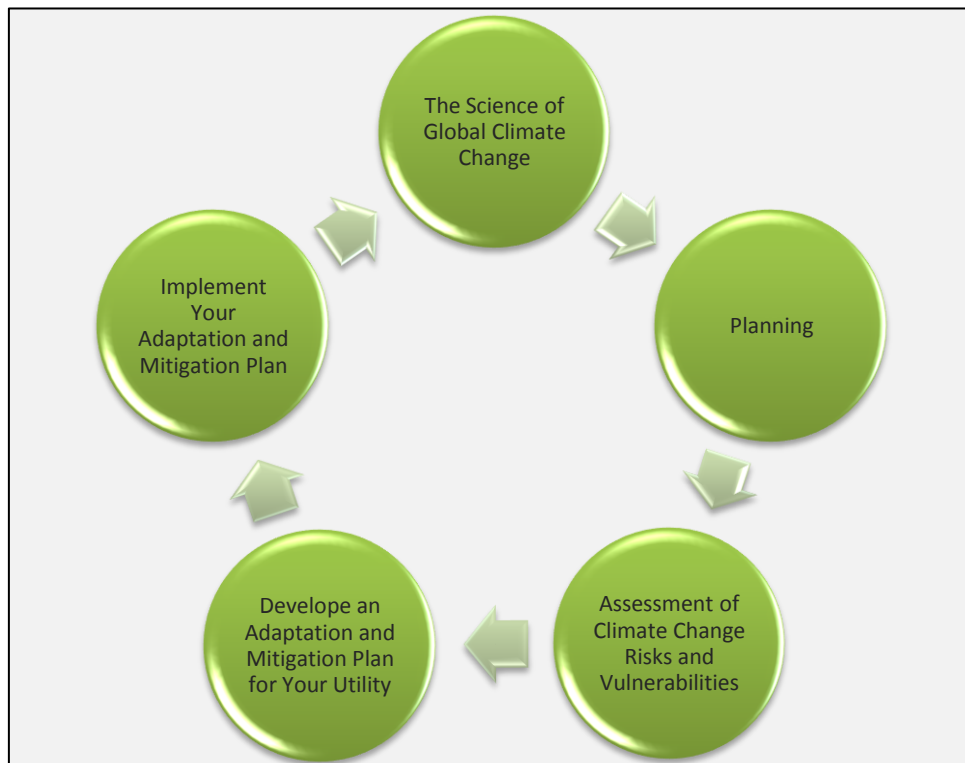 The Science of
Global Climate
Change
Planning
Assessment of
Climate Change
Risks and
Vulnerabilities
Develope an
Adaptation and
Mitigation Plan
for Your Utility
Implement
Your
Adaptation and
Mitigation Plan